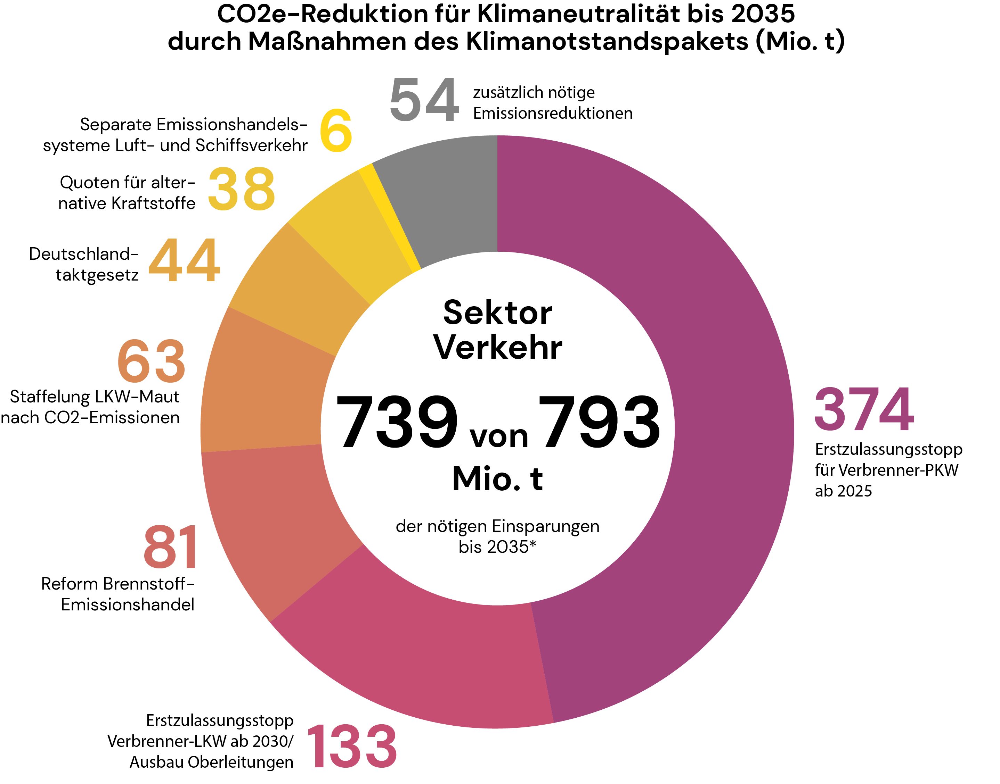 CO2e-Reduktion für Klimaneutralität bis 2035
durch Maßnahmen des Klimanotstandspakets (Mio. t)
54
zusätzlich nötige
Emissionsreduktionen
Separate Emissionshandels-
systeme Luft- und Schiffsverkehr
6
Quoten für alter-
native Kraftstoffe
38
Deutschland-
taktgesetz
44
63
Staffelung LKW-Maut
nach CO2-Emissionen
81
Reform Brennstoff-
Emissionshandel
Erstzulassungsstopp
Verbrenner-LKW ab 2030/
Ausbau Oberleitungen
133
374
Erstzulassungsstopp
für Verbrenner-PKW
ab 2025
Sektor
Verkehr
739 von 793
Mio. t
der nötigen Einsparungen
bis 2035*